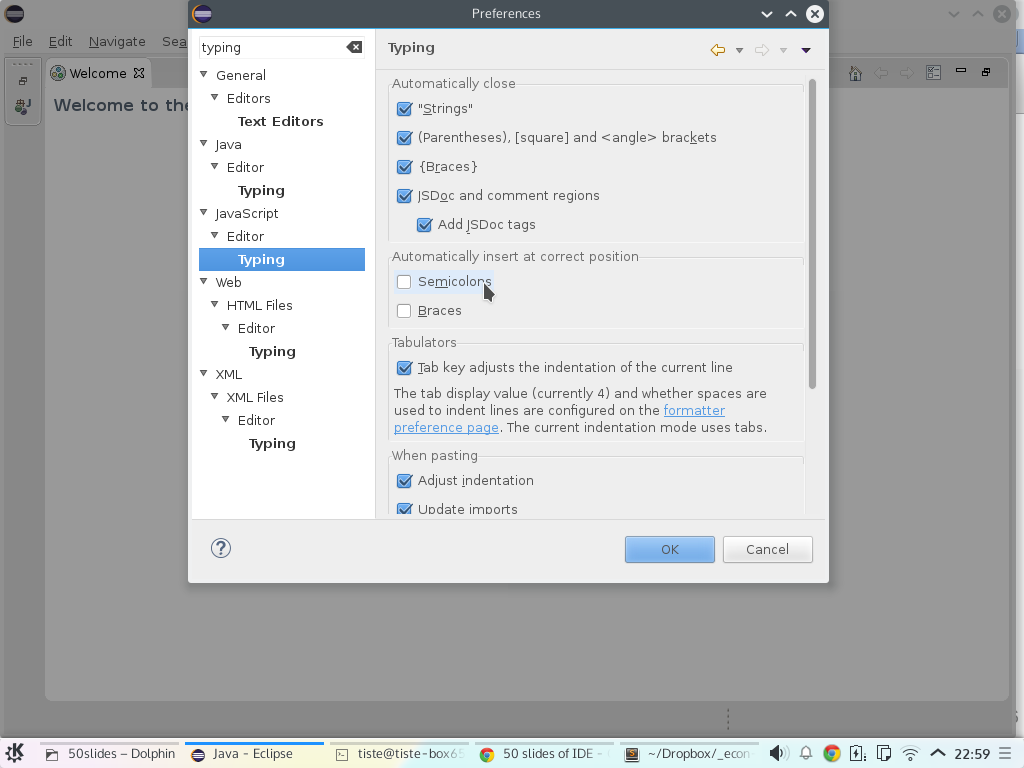 Preferences
File Edit Navigate Sea
typing
Typing
Welcome
Welcome to the
General
Editors
Text Editors
Java
Editor
Typing
JavaScript
Editor
Typing
Web
HTML Files
Editor
Typing
XML
XML Files
Editor
Typing
Automatically close
"Strings"
(Parentheses), [square] and <angle> brackets
{Braces}
JSDoc and comment regions
Add JSDoc tags
Automatically insert at correct position
Semicolons
Braces
Tabulators
Tab key adjusts the indentation of the current line
The tab display value (currently 4) and whether spaces are
used to indent lines are configured on the formatter
preference page. The current indentation mode uses tabs.
When pasting
Adjust indentation
Update imports
?
OK Cancel
50slides – Dolphin Java - Eclipse tiste@tiste-box65 50 slides of IDE - ~/Dropbox/_econ 22:59